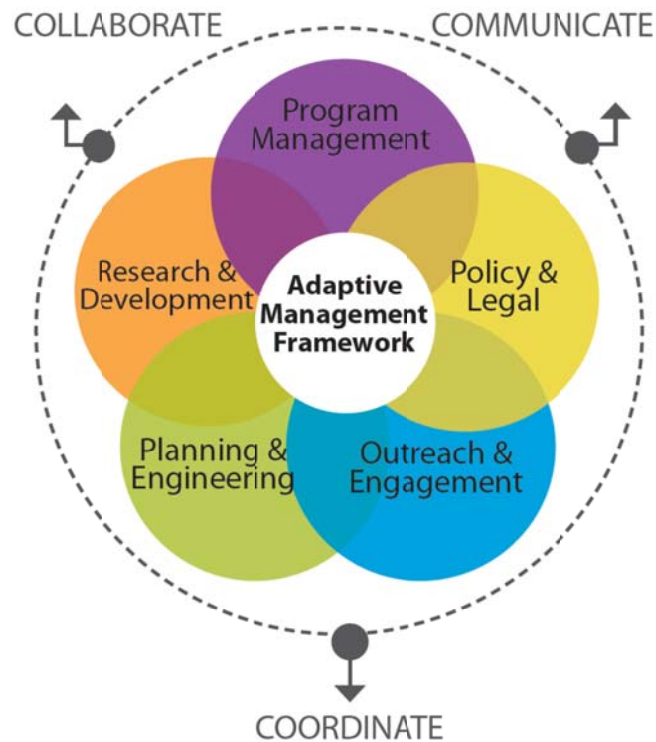 COLLABORATE
COMMUNICATE
Program
Management
Research &
Development
Adaptive
Management
Framework
Policy &
Legal
Planning &
Engineering
Outreach &
Engagement
COORDINATE